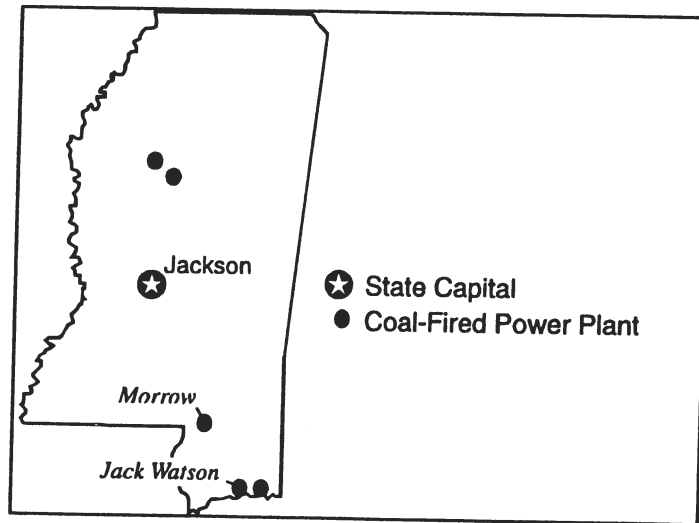 Jackson
State Capital
Coal-Fired Power Plant
Morrow
Jack Watson